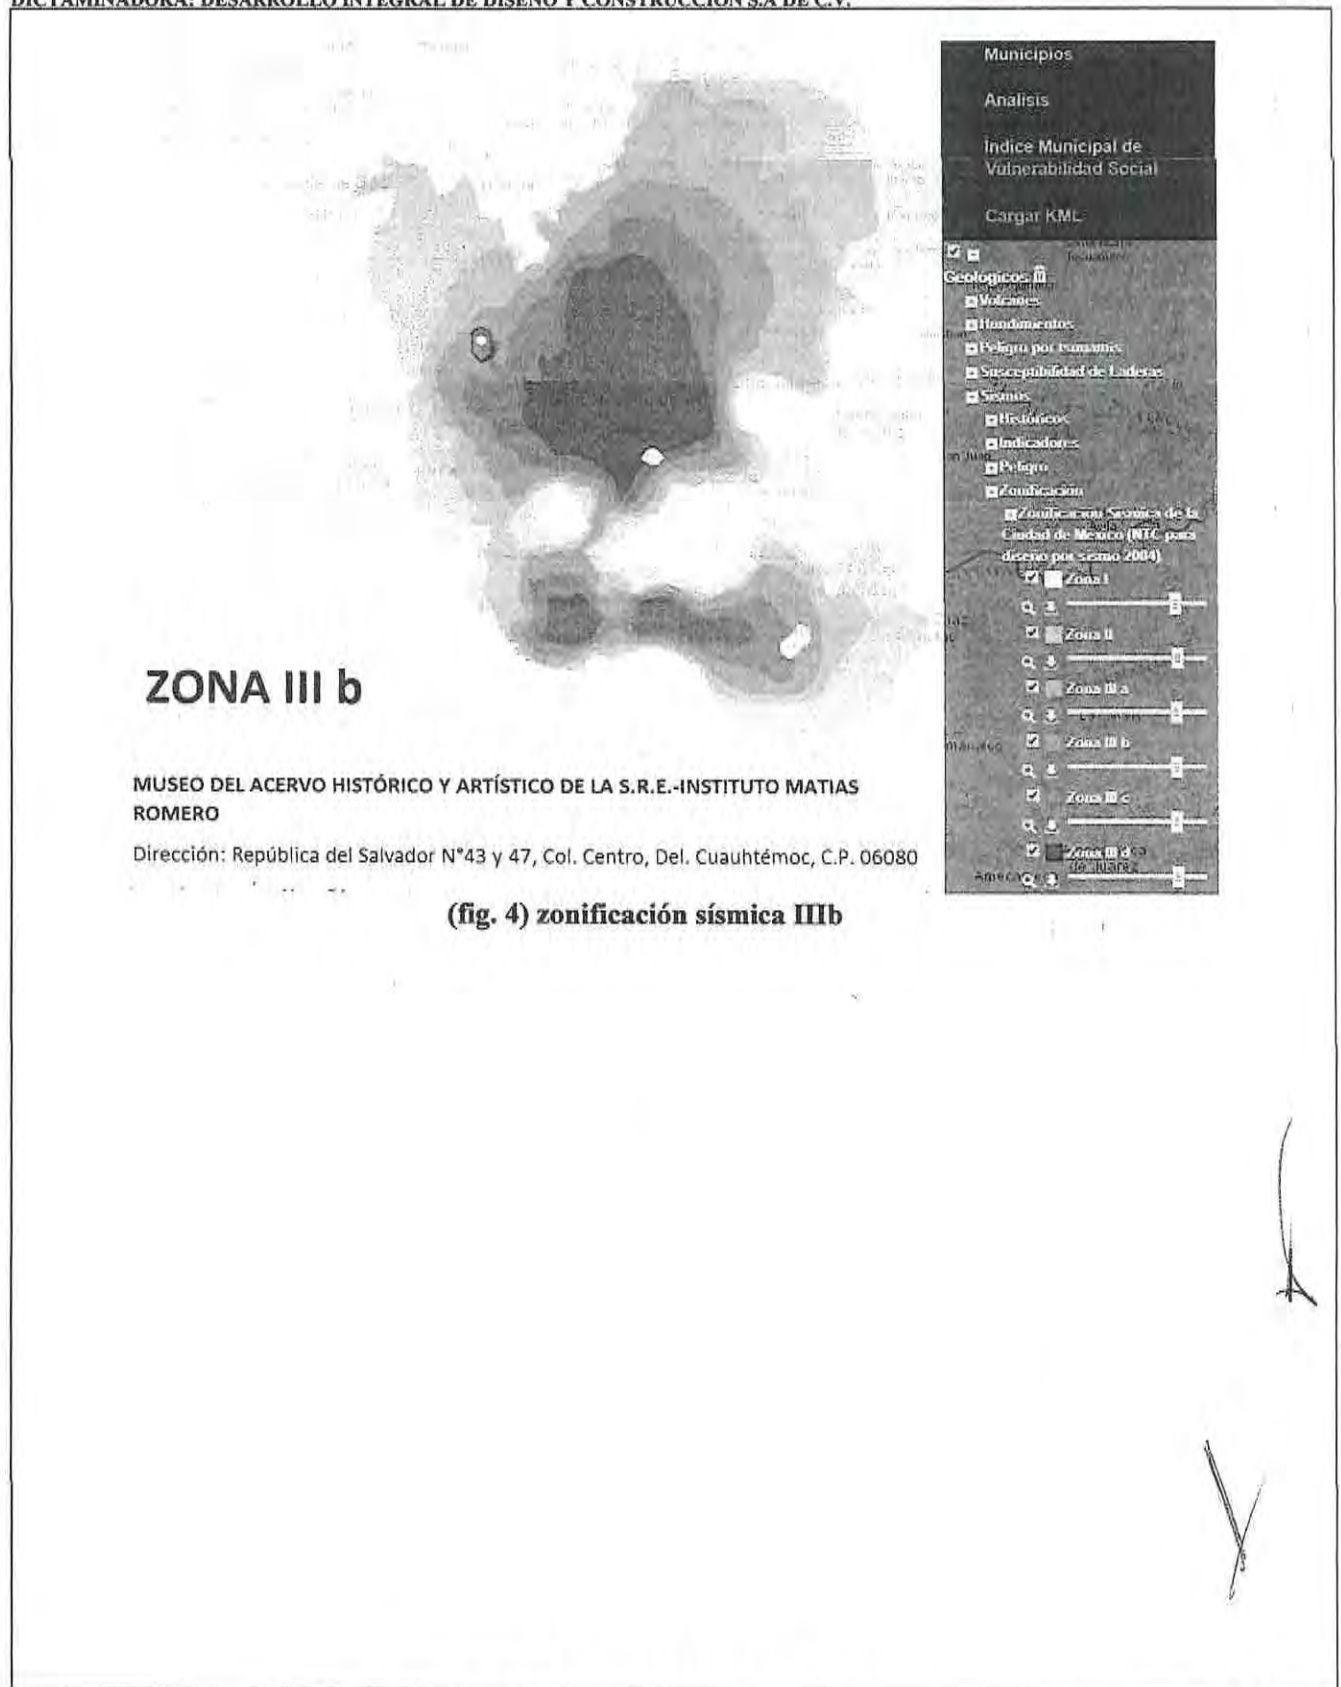 DICTAMINADORA: DESARROLLO INTEGRAL DE DISEÑO Y CONSTRUCCIÓN S.A DE C.V.
Municipios
Analisis
Índice Municipal de
Vulnerabilidad Social
Cargar KML
Geologicos
Volcanes
Hundimientos
Peligro por tsunamis
Susceptibilidad de Laderas
Sismos
Históricos
Indicadores
Peligro
Zonificación
Zonificacion Sesmica de la
Ciudad de Mexico (NTC para
diseño por sismo 2004)
Zona I
Zona II
Zona III a
Zona III b
Zona III c
Zona III d
de Juárez
ZONA III b
MUSEO DEL ACERVO HISTÓRICO Y ARTÍSTICO DE LA S.R.E.-INSTITUTO MATIAS
ROMERO
Dirección: República del Salvador N°43 y 47, Col. Centro, Del. Cuauhtémoc, C.P. 06080
(fig. 4) zonificación sísmica IIIb